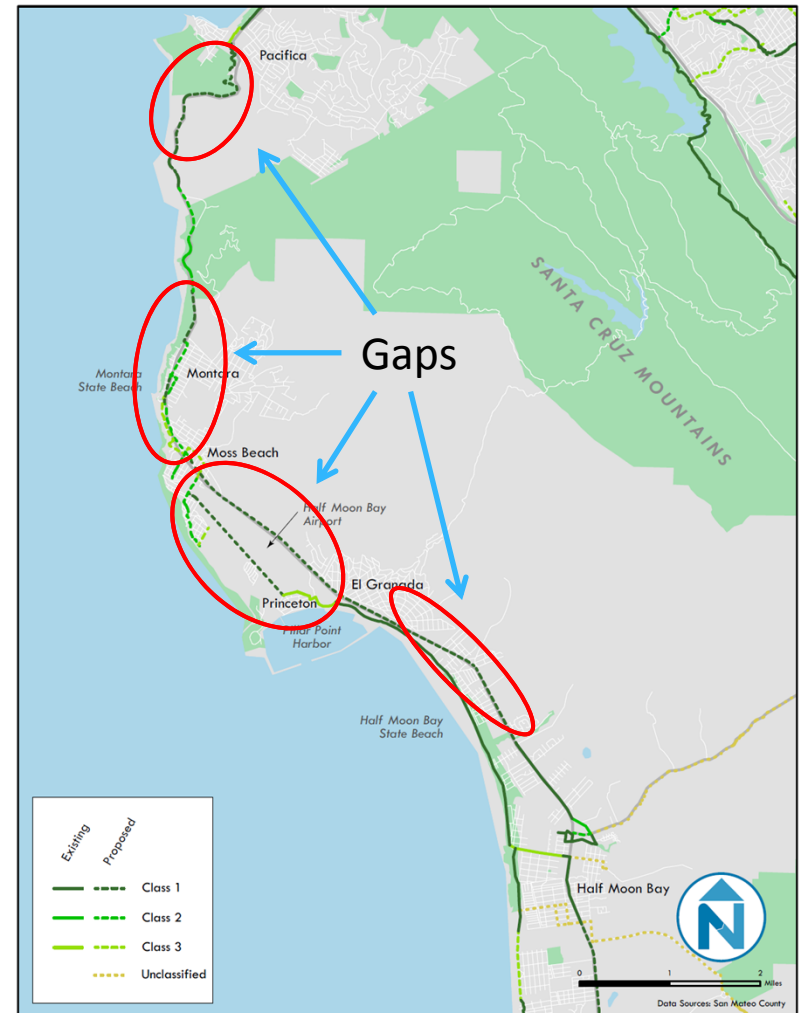 Pacifica
SANTA CRUZ MOUNTAINS
Gaps
Montara
State Beach
Montara
Moss Beach
Half Moon Bay
Airport
El Granada
Princeton
Pillar Point
Harbor
Half Moon Bay
State Beach
Existing
Proposed
Class 1
Class 2
Class 3
Unclassified
Half Moon Bay
N
0 1 2
Miles
Data Sources: San Mateo County